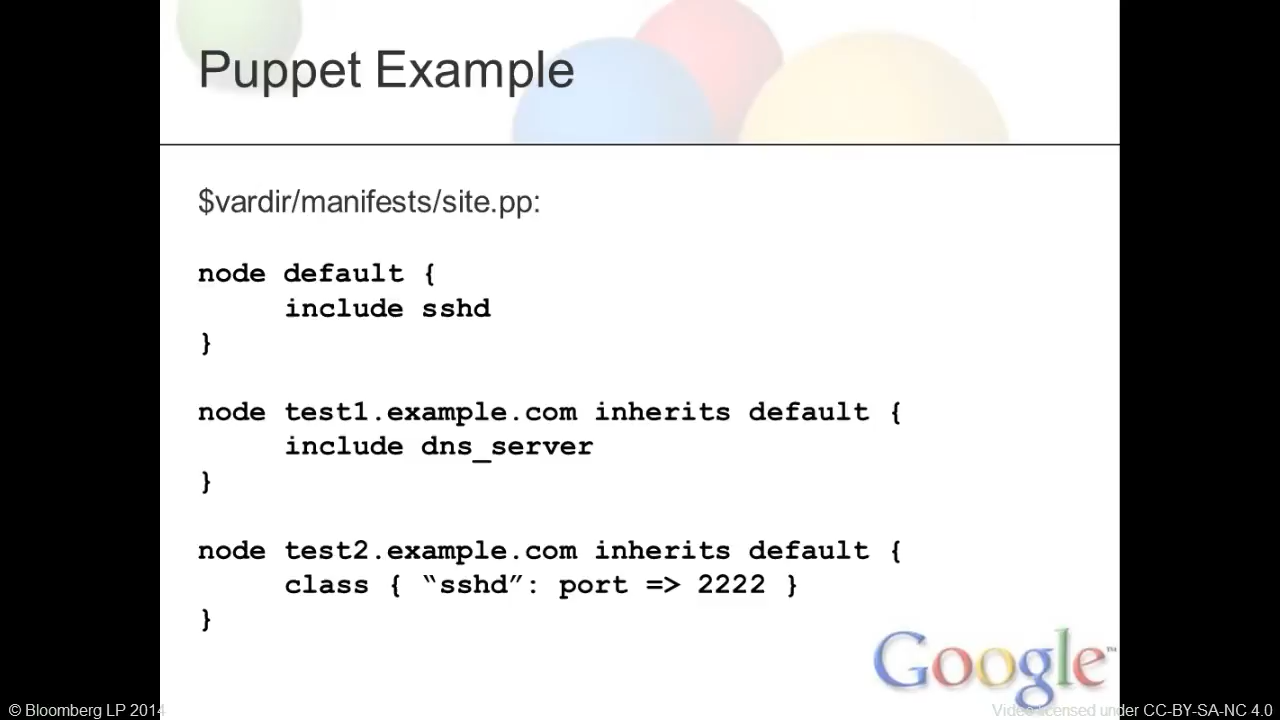 Puppet Example
$vardir/manifests/site.pp:
node default {
include sshd
}
node test1.example.com inherits default {
include dns_server
}
node test2.example.com inherits default {
class { “sshd”: port => 2222 }
}
Google™
© Bloomberg LP 2014
Video licensed under CC-BY-SA-NC 4.0